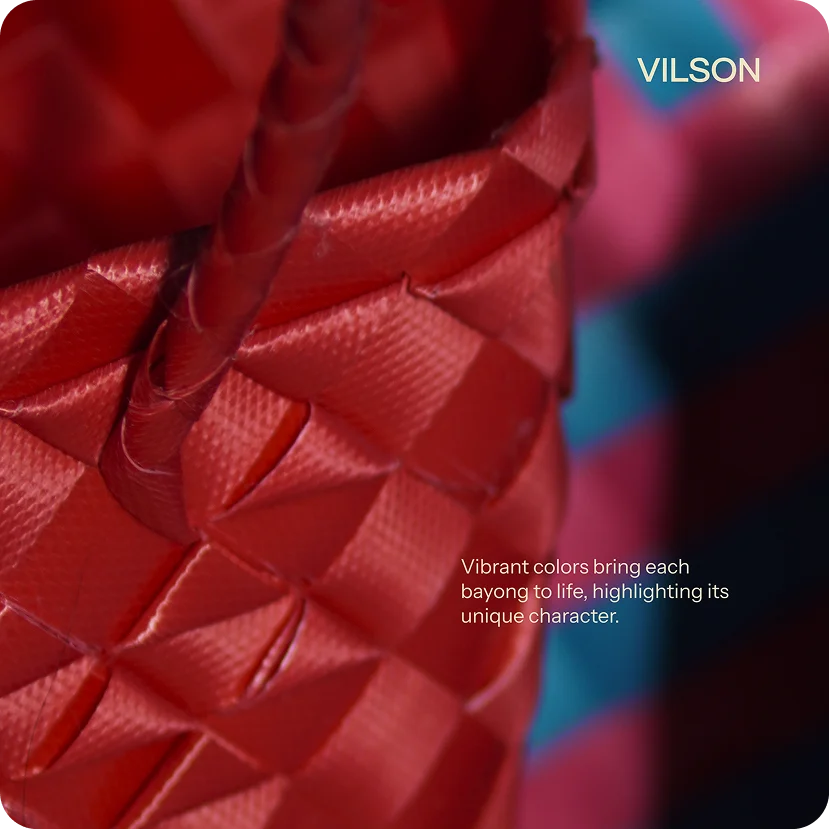 VILSON
Vibrant colors bring each
bayong to life, highlighting its
unique character.